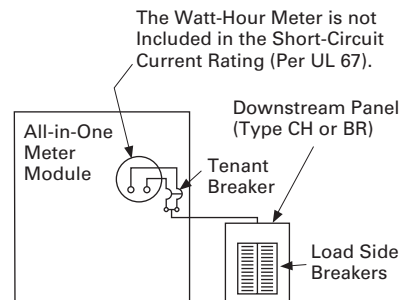 The Watt-Hour Meter is not
Included in the Short-Circuit
Current Rating (Per UL 67).
Downstream Panel
(Type CH or BR)
All-in-One
Meter
Module
Tenant
Breaker
Load Side
Breakers